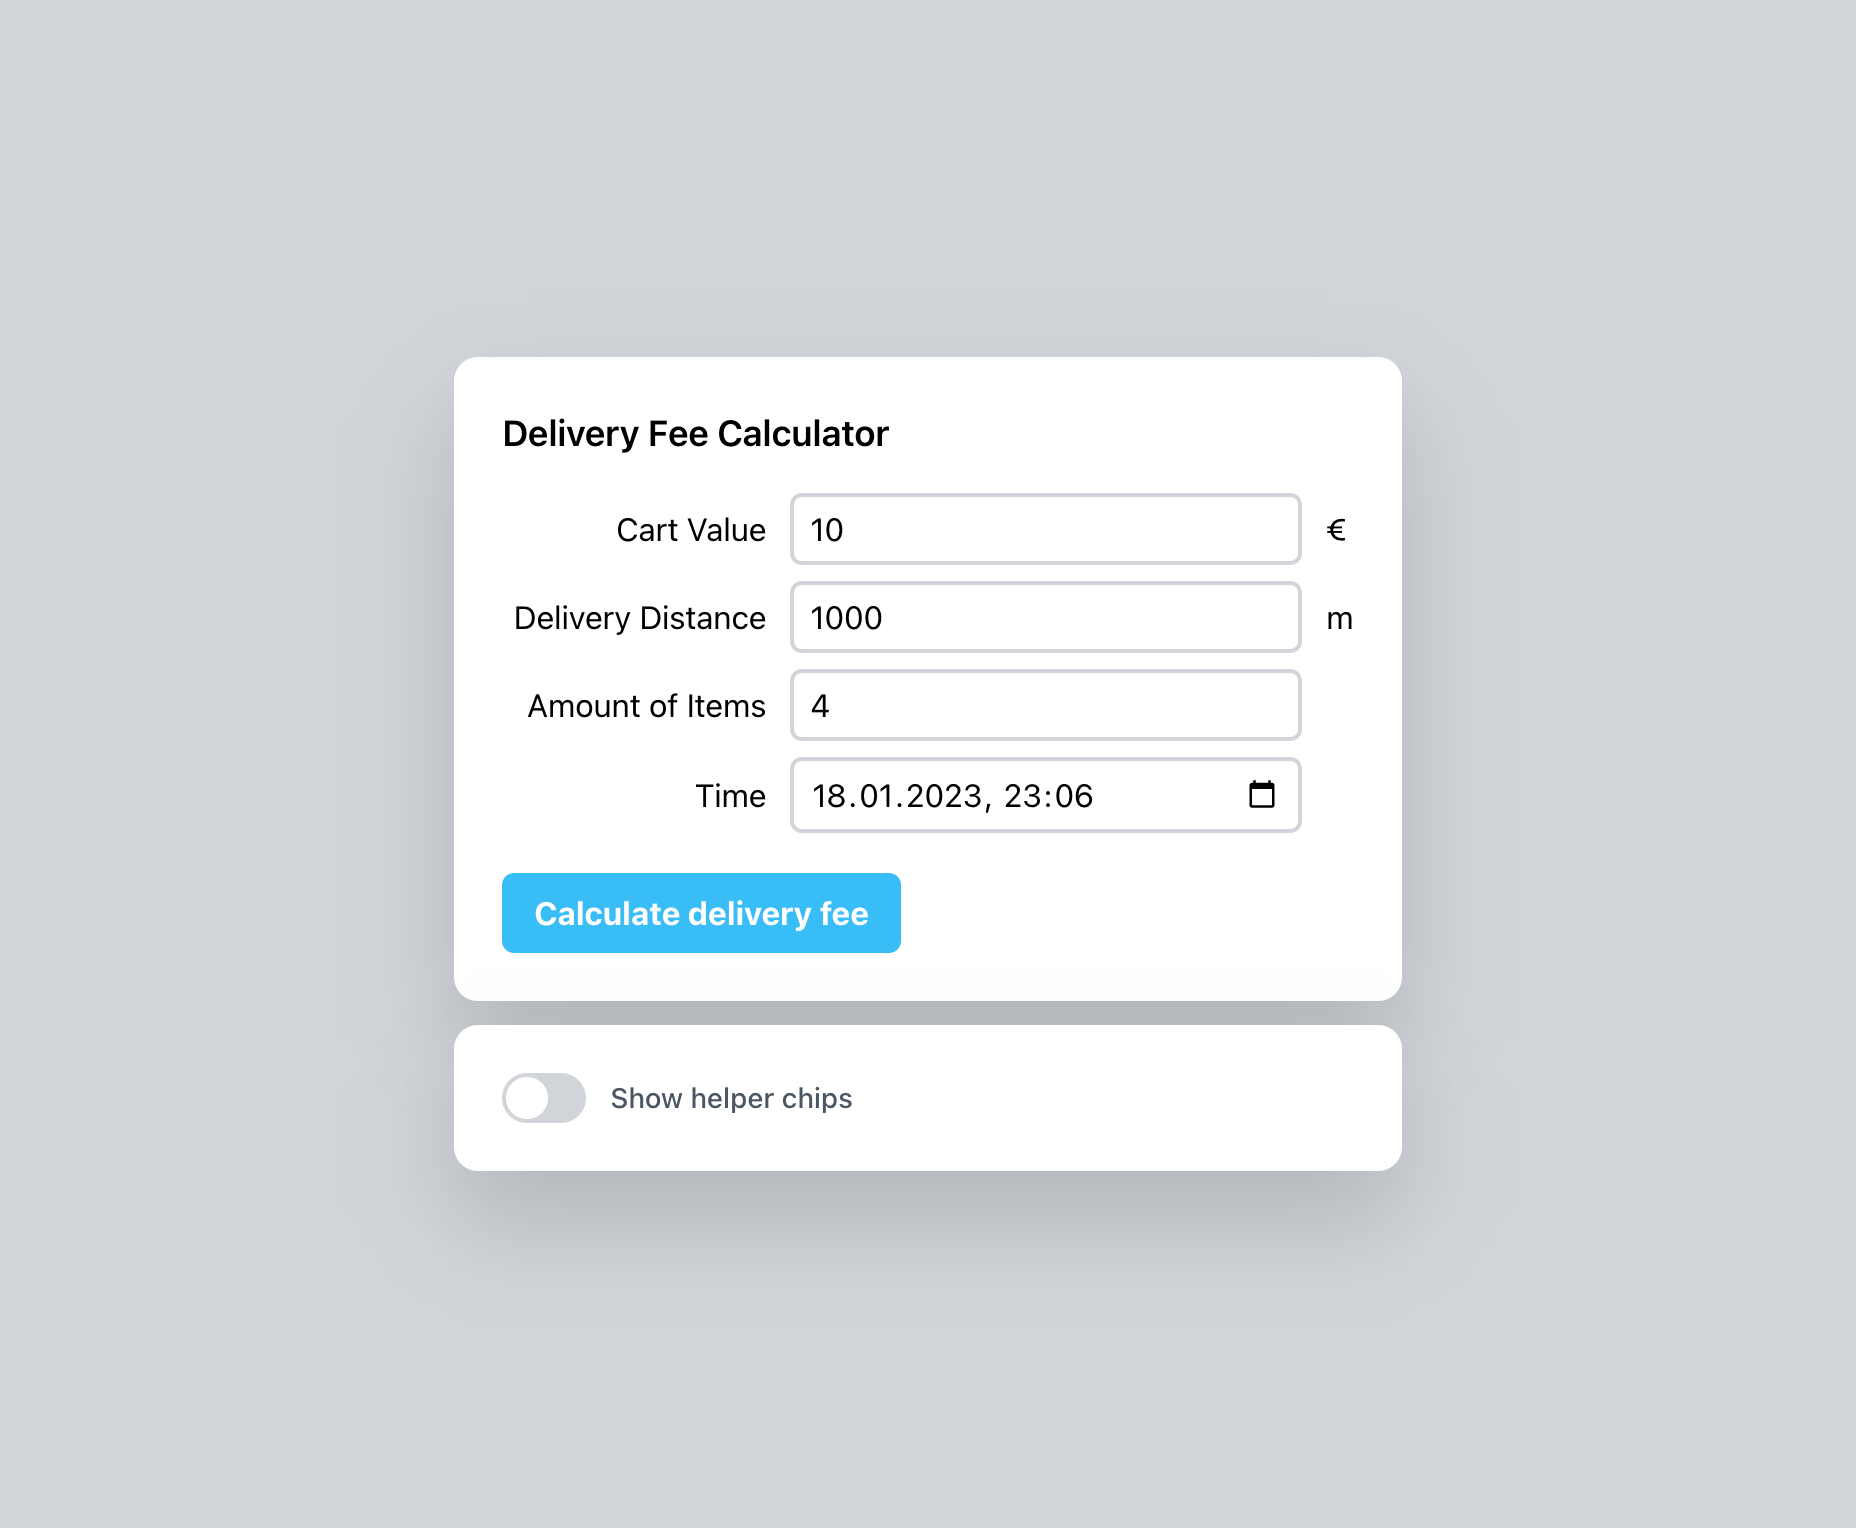 Delivery Fee Calculator
Cart Value 10 €
Delivery Distance 1000 m
Amount of Items 4
Time 18.01.2023, 23:06
Calculate delivery fee
Show helper chips